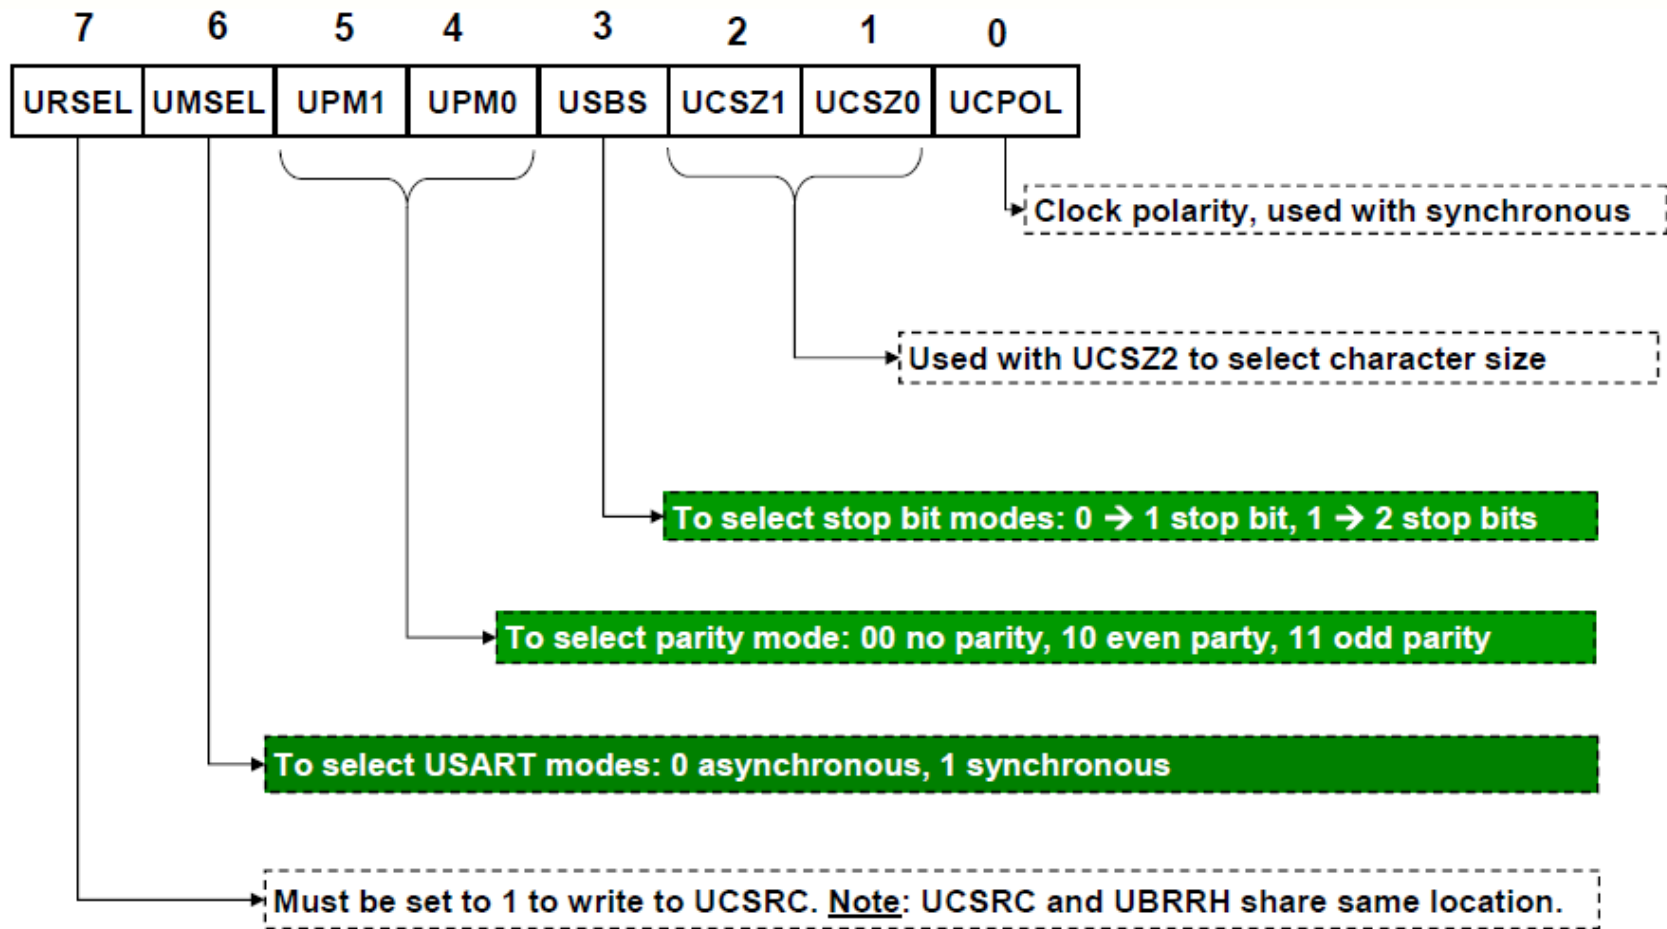 7 6 5 4 3 2 1 0
URSEL UMSEL UPM1 UPM0 USBS UCSZ1 UCSZ0 UCPOL
Clock polarity, used with synchronous
Used with UCSZ2 to select character size
To select stop bit modes: 0 → 1 stop bit, 1 → 2 stop bits
To select parity mode: 00 no parity, 10 even party, 11 odd parity
To select USART modes: 0 asynchronous, 1 synchronous
Must be set to 1 to write to UCSRC. Note: UCSRC and UBRRH share same location.